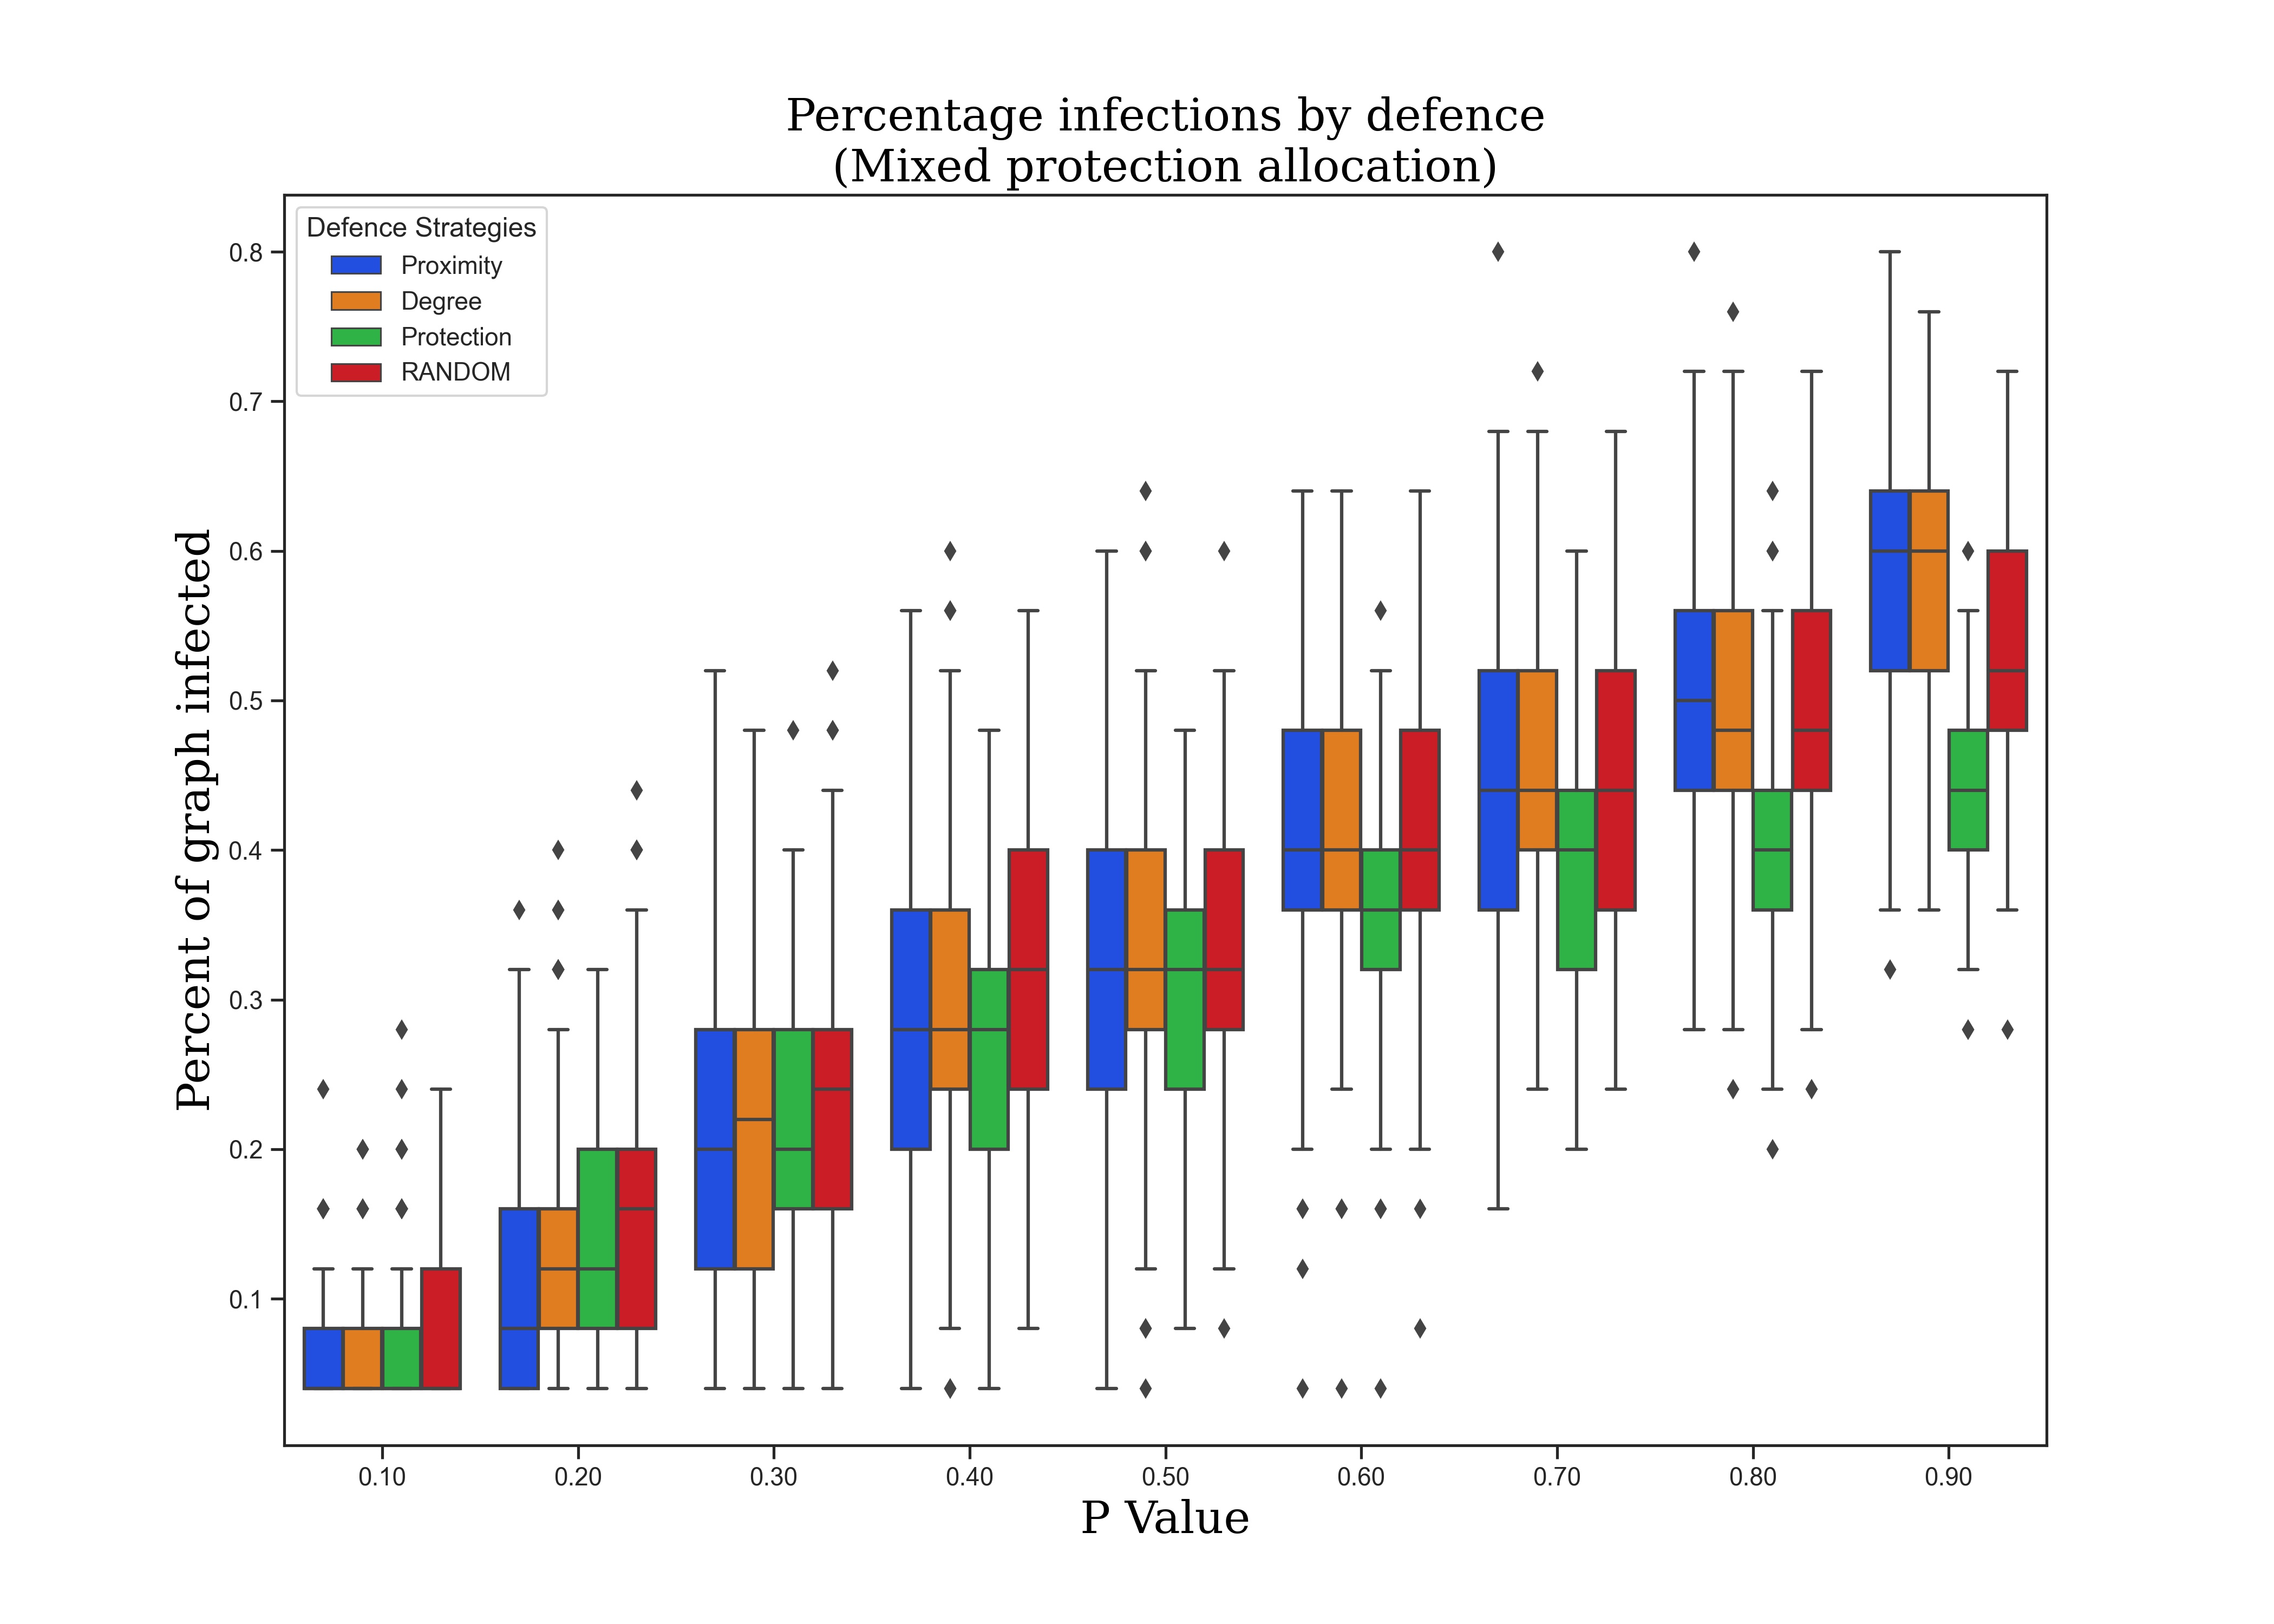 Percentage infections by defence
(Mixed protection allocation)
Defence Strategies
Proximity
Degree
Protection
RANDOM
Percent of graph infected
0.8
0.7
0.6
0.5
0.4
0.3
0.2
0.1
0.10 0.20 0.30 0.40 0.50 0.60 0.70 0.80 0.90
P Value